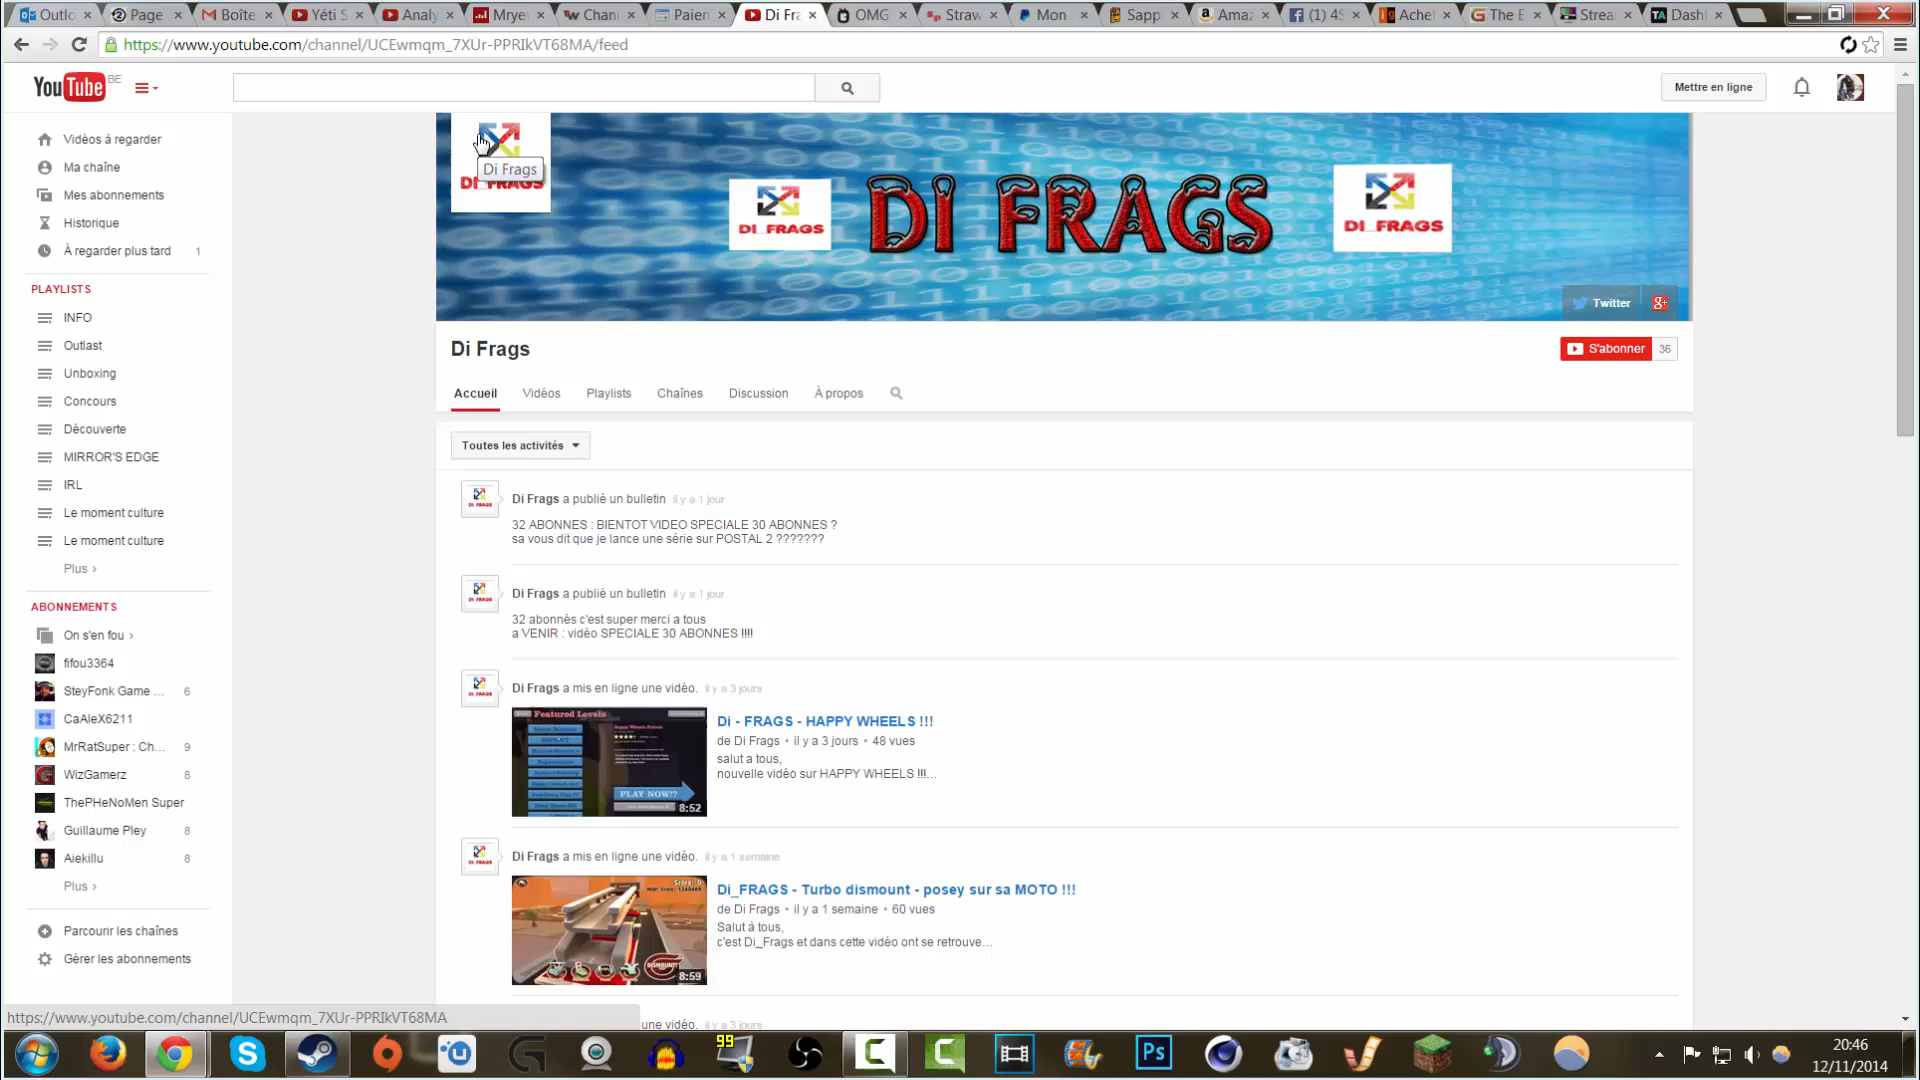 Outlo
Page
Boîte
Yéti S
Analy
Mrye
Chan
Paien
Di Fra
OMG
Straw
Mon
Sappl
Amaz
(1) 4S
Achet
The B
Strea
Dash
https://www.youtube.com/channel/UCEwmqm_7XUr-PPRIkVT68MA/feed
YouTube BE
Mettre en ligne
Vidéos à regarder
Ma chaîne
Mes abonnements
Historique
À regarder plus tard 1
PLAYLISTS
INFO
Outlast
Unboxing
Concours
Découverte
MIRROR'S EDGE
IRL
Le moment culture
Le moment culture
Plus ›
ABONNEMENTS
On s'en fou ›
fifou3364
SteyFonk Game ... 6
CaAleX6211
MrRatSuper : Ch... 9
WizGamerz 8
ThePHeNoMen Super
Guillaume Pley 8
Aiekillu 8
Plus ›
Parcourir les chaînes
Gérer les abonnements
DI_FRAGS
Di Frags
DI_FRAGS
DI FRAGS
DI_FRAGS
Twitter
Di Frags
S'abonner 36
Accueil Vidéos Playlists Chaînes Discussion À propos
Toutes les activités
Di Frags a publié un bulletin il y a 1 jour
32 ABONNES : BIENTOT VIDEO SPECIALE 30 ABONNES ?
sa vous dit que je lance une série sur POSTAL 2 ???????
Di Frags a publié un bulletin il y a 1 jour
32 abonnés c'est super merci a tous
a VENIR : vidéo SPECIALE 30 ABONNES !!!!
Di Frags a mis en ligne une vidéo. il y a 3 jours
Featured Levels
PLAY NOW!?
8:52
Di - FRAGS - HAPPY WHEELS !!!
de Di Frags • il y a 3 jours • 48 vues
salut a tous,
nouvelle vidéo sur HAPPY WHEELS !!!...
Di Frags a mis en ligne une vidéo. il y a 1 semaine
8:59
Di_FRAGS - Turbo dismount - posey sur sa MOTO !!!
de Di Frags • il y a 1 semaine • 60 vues
Salut à tous,
c'est Di_Frags et dans cette vidéo ont se retrouve...
une vidéo. il y a 3 jours
https://www.youtube.com/channel/UCEwmqm_7XUr-PPRIkVT68MA
99
Ps
20:46
12/11/2014